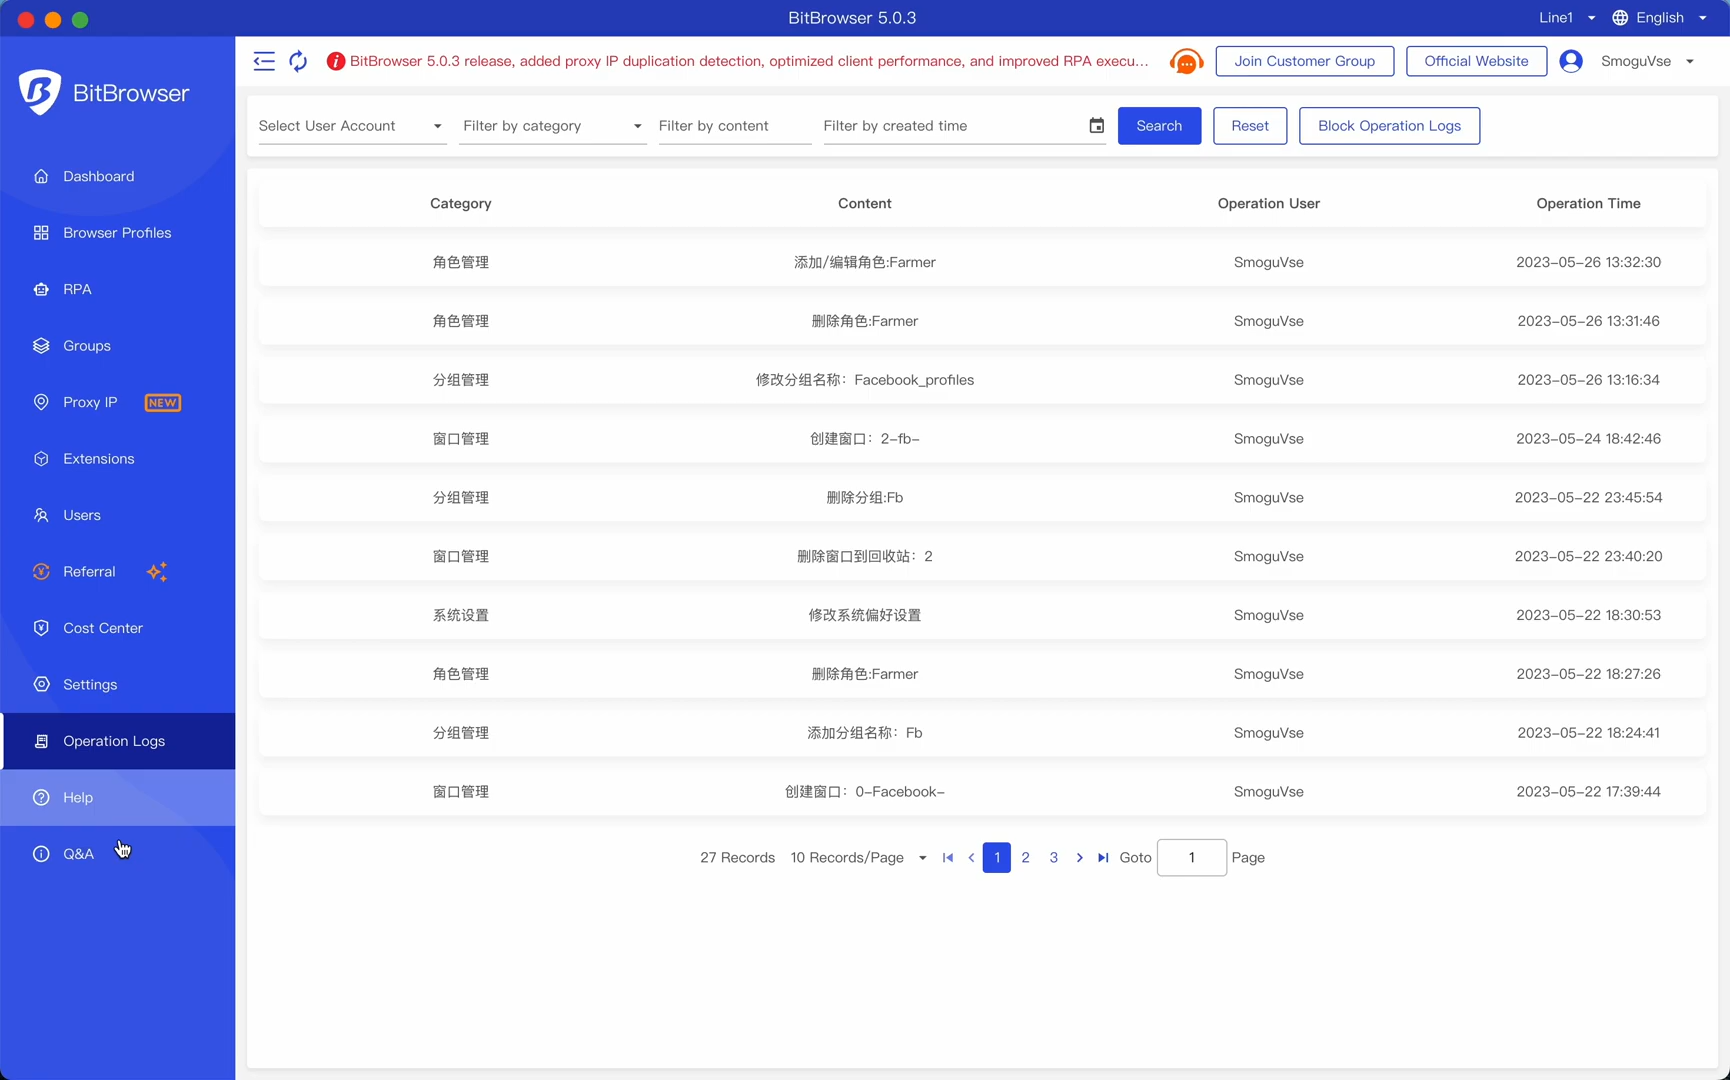 BitBrowser 5.0.3
Line1
English
BitBrowser
BitBrowser 5.0.3 release, added proxy IP duplication detection, optimized client performance, and improved RPA execu...
Join Customer Group
Official Website
SmoguVse
Select User Account
Filter by category
Filter by content
Filter by created time
Search
Reset
Block Operation Logs
Dashboard
Browser Profiles
RPA
Groups
Proxy IP NEW
Extensions
Users
Referral
Cost Center
Settings
Operation Logs
Help
Q&A
Category Content Operation User Operation Time
角色管理 添加/编辑角色:Farmer SmoguVse 2023-05-26 13:32:30
角色管理 删除角色:Farmer SmoguVse 2023-05-26 13:31:46
分组管理 修改分组名称：Facebook_profiles SmoguVse 2023-05-26 13:16:34
窗口管理 创建窗口：2-fb- SmoguVse 2023-05-24 18:42:46
分组管理 删除分组:Fb SmoguVse 2023-05-22 23:45:54
窗口管理 删除窗口到回收站：2 SmoguVse 2023-05-22 23:40:20
系统设置 修改系统偏好设置 SmoguVse 2023-05-22 18:30:53
角色管理 删除角色:Farmer SmoguVse 2023-05-22 18:27:26
分组管理 添加分组名称：Fb SmoguVse 2023-05-22 18:24:41
窗口管理 创建窗口：0-Facebook- SmoguVse 2023-05-22 17:39:44
27 Records 10 Records/Page 1 2 3 Goto 1 Page